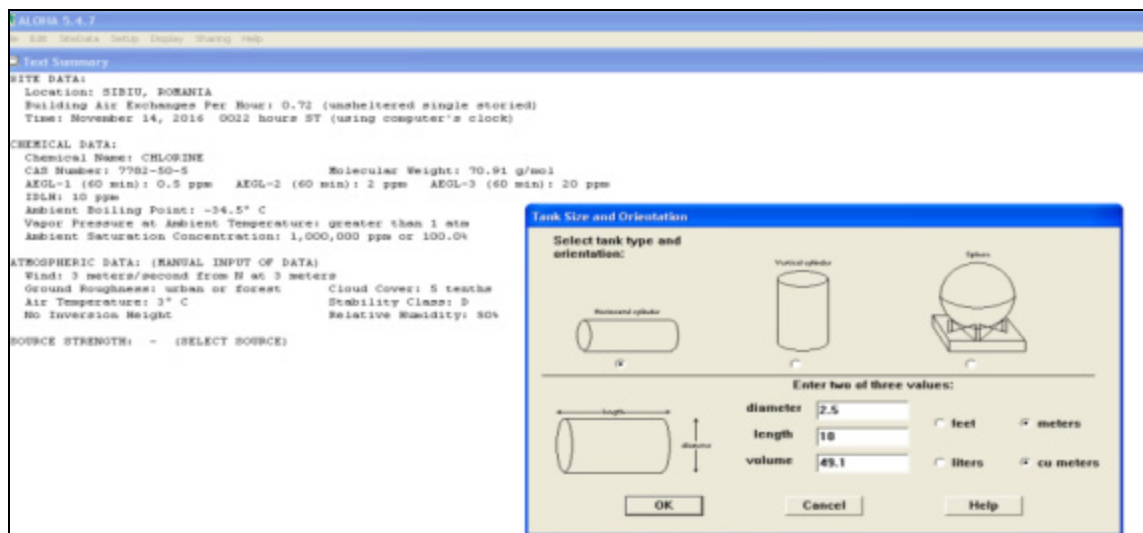 ALOHA 5.4.7
Edit SiteData SetUp Display Sharing Help
Text Summary
SITE DATA:
Location: SIBIU, ROMANIA
Building Air Exchanges Per Hour: 0.72 (unsheltered single storied)
Time: November 14, 2016 0022 hours ST (using computer's clock)
CHEMICAL DATA:
Chemical Name: CHLORINE
CAS Number: 7782-50-5 Molecular Weight: 70.91 g/mol
AEGL-1 (60 min): 0.5 ppm AEGL-2 (60 min): 2 ppm AEGL-3 (60 min): 20 ppm
IDLH: 10 ppm
Ambient Boiling Point: -34.5° C
Vapor Pressure at Ambient Temperature: greater than 1 atm
Ambient Saturation Concentration: 1,000,000 ppm or 100.0%
ATMOSPHERIC DATA: (MANUAL INPUT OF DATA)
Wind: 3 meters/second from N at 3 meters
Ground Roughness: urban or forest Cloud Cover: 5 tenths
Air Temperature: 3° C Stability Class: D
No Inversion Height Relative Humidity: 50%
SOURCE STRENGTH: - (SELECT SOURCE)
Tank Size and Orientation
Select tank type and
orientation:
Horizontal cylinder
Vertical cylinder
Sphere
Enter two of three values:
length
diameter
diameter 2.5
length 10
feet meters
volume 49.1
liters cu meters
OK Cancel Help